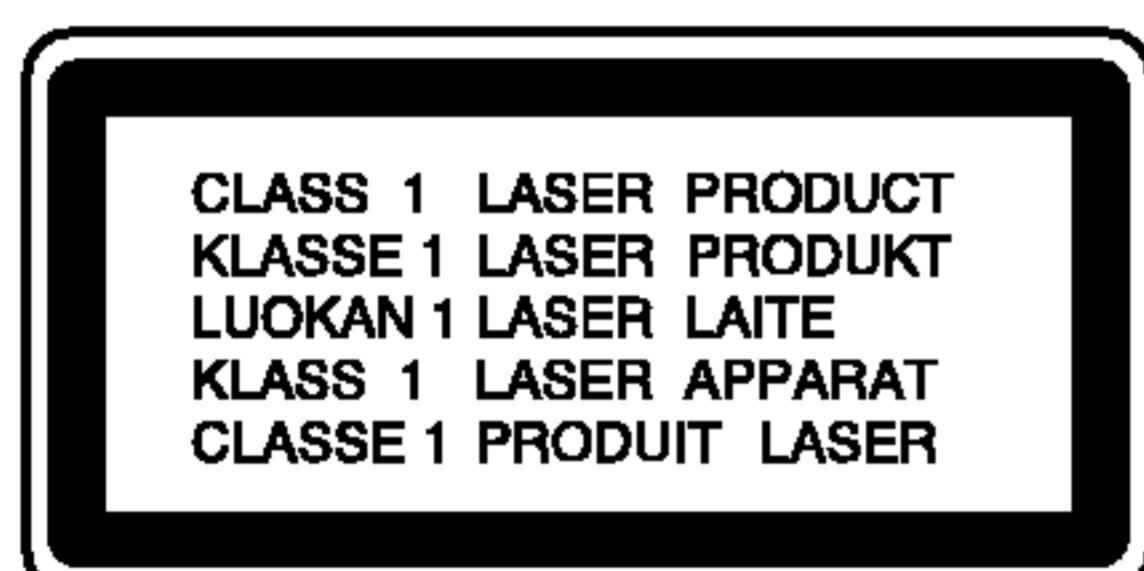 CLASS 1 LASER PRODUCT
KLASSE 1 LASER PRODUKT
LUOKAN 1 LASER LAITE
KLASS 1 LASER APPARAT
CLASSE 1 PRODUIT LASER